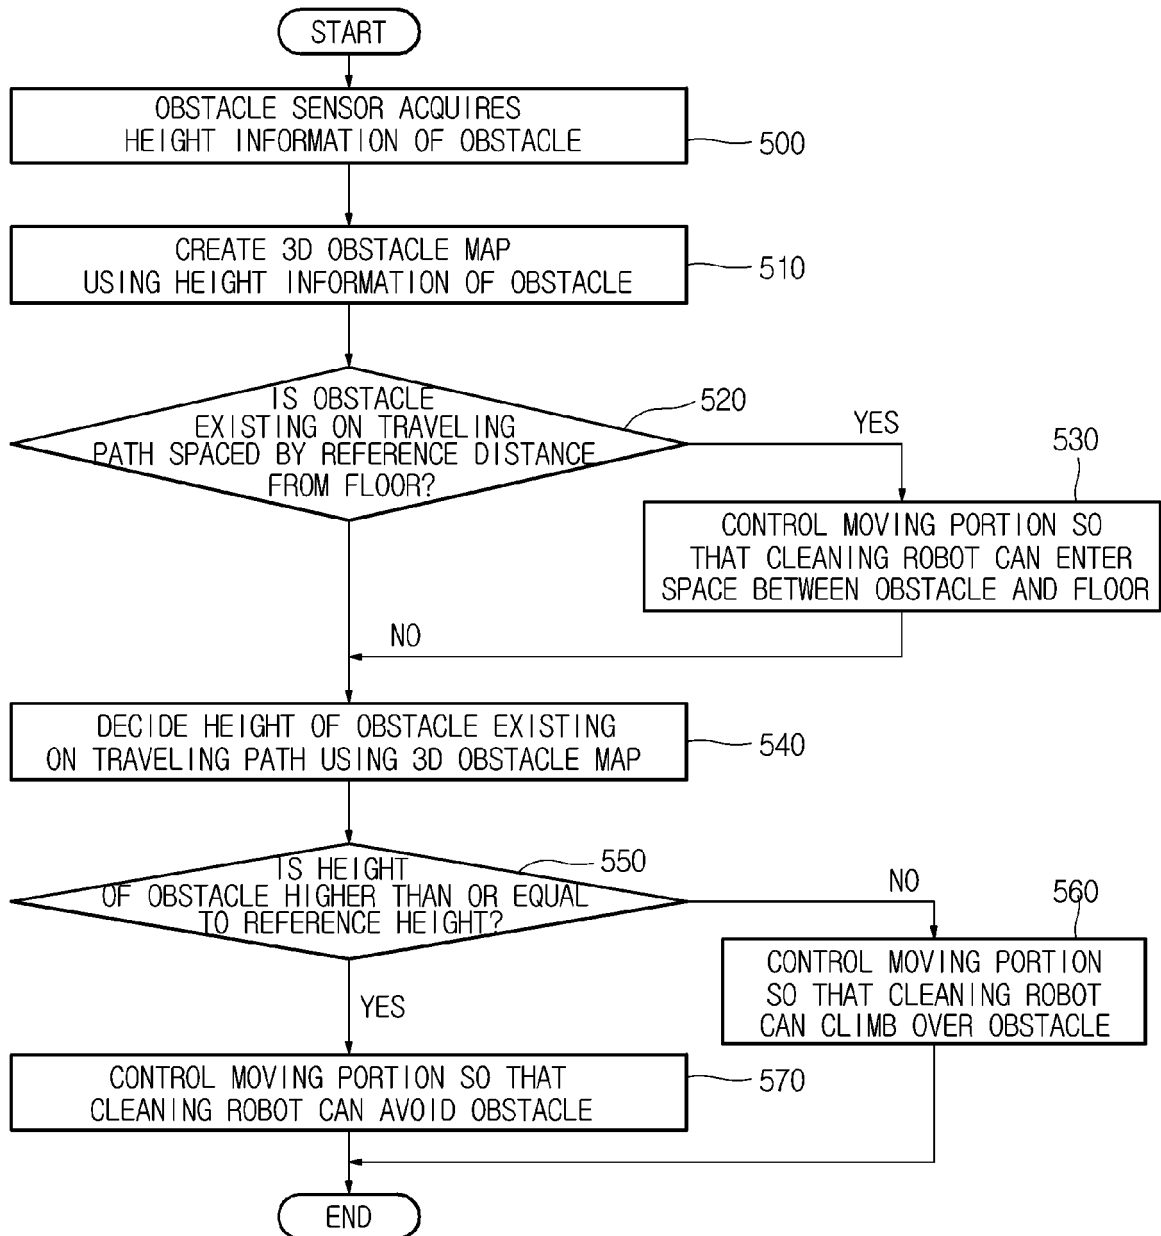 START
OBSTACLE SENSOR ACQUIRES
HEIGHT INFORMATION OF OBSTACLE
500
CREATE 3D OBSTACLE MAP
USING HEIGHT INFORMATION OF OBSTACLE
510
IS OBSTACLE
EXISTING ON TRAVELING
PATH SPACED BY REFERENCE DISTANCE
FROM FLOOR?
520
YES
530
CONTROL MOVING PORTION SO
THAT CLEANING ROBOT CAN ENTER
SPACE BETWEEN OBSTACLE AND FLOOR
NO
DECIDE HEIGHT OF OBSTACLE EXISTING
ON TRAVELING PATH USING 3D OBSTACLE MAP
540
IS HEIGHT
OF OBSTACLE HIGHER THAN OR EQUAL
TO REFERENCE HEIGHT?
550
NO
560
CONTROL MOVING PORTION
SO THAT CLEANING ROBOT
CAN CLIMB OVER OBSTACLE
YES
CONTROL MOVING PORTION SO THAT
CLEANING ROBOT CAN AVOID OBSTACLE
570
END